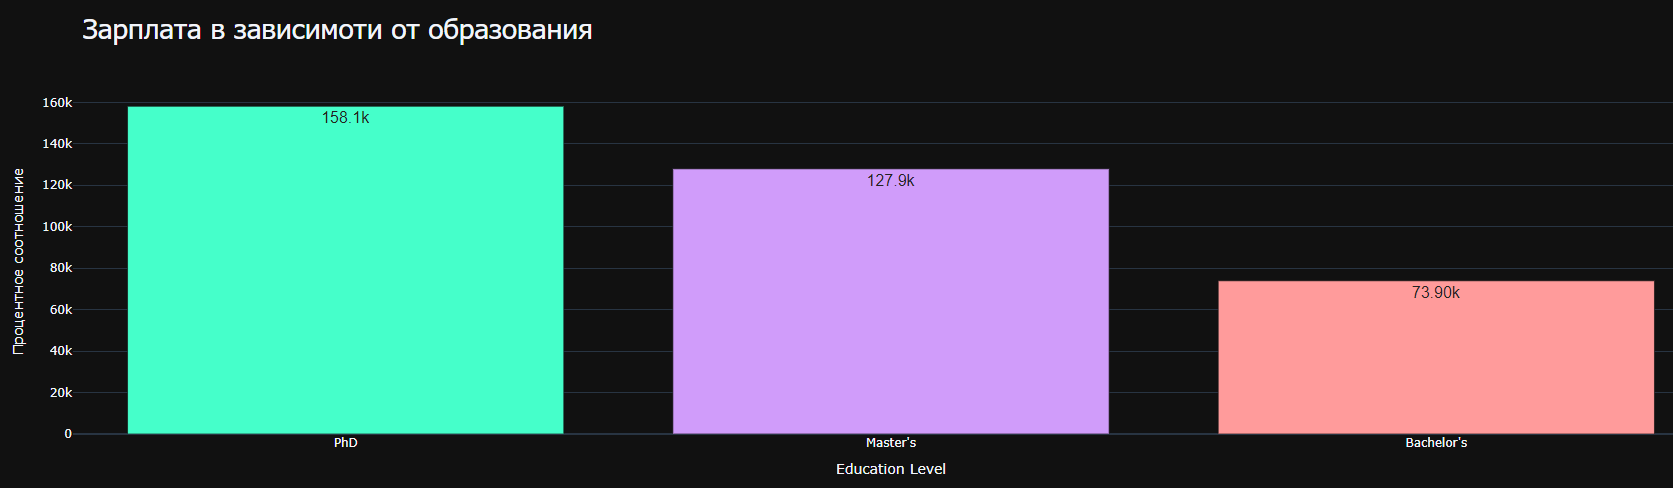 Зарплата в зависимоти от образования
Процентное соотношение
160k
140k
120k
100k
80k
60k
40k
20k
0
158.1k
127.9k
73.90k
PhD
Master's
Bachelor's
Education Level